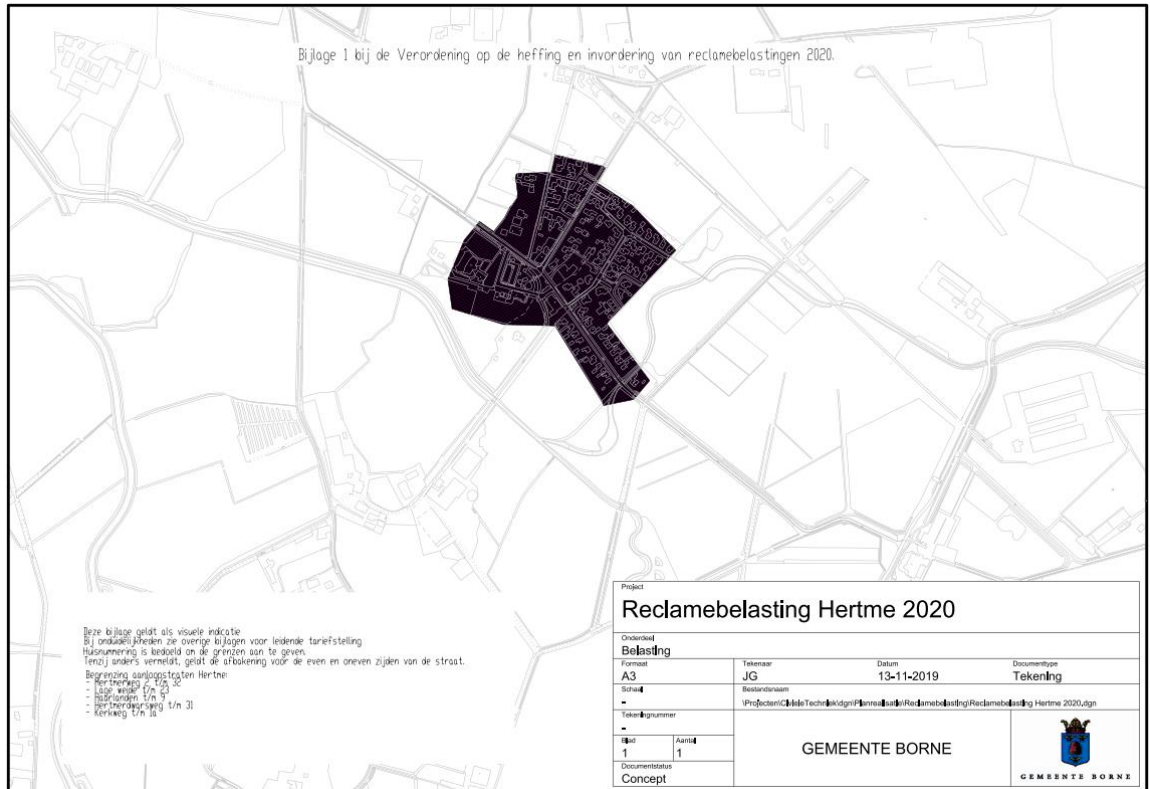 Bijlage 1 bij de Verordening op de heffing en invordering van reclamebelastingen 2020.
Deze bijlage geldt als visuele indicatie
Bij onduidelijkheden zie overige bijlagen voor leidende tariefstelling
Huisnummering is bedoeld om de grenzen aan te geven.
Tenzij anders vermeldt, geldt de afbakening voor de even en oneven zijden van de straat.
Begrenzing aanloopstraten Hertme:
- Hertmerweg 2 t/m 32
- Lage weide t/m 23
- Haarlanden t/m 9
- Hertmerdwarsweg t/m 31
- Kerkweg t/m 1a
Project
Reclamebelasting Hertme 2020
Onderdeel
Belasting
Formaat Tekenaar Datum Documenttype
A3 JG 13-11-2019 Tekening
Schaal Bestandsnaam
- \Projecten\CivieleTechniek\dgn\Planrealisatie\Reclamebelasting\Reclamebelasting Hertme 2020.dgn
Tekeningnummer
-
Blad Aantal
1 1
Documentstatus
Concept
GEMEENTE BORNE
GEMEENTE BORNE